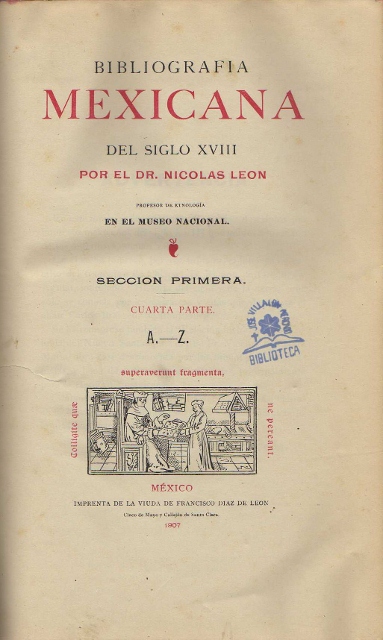 BIBLIOGRAFIA
MEXICANA
DEL SIGLO XVIII
POR EL DR. NICOLAS LEON
PROFESOR DE ETNOLOGÍA
EN EL MUSEO NACIONAL.
SECCION PRIMERA.
CUARTA PARTE.
A.—Z.
BIBLIOTECA
superaverunt fragmenta,
Colligite quæ
ne pereant.
MÉXICO
IMPRENTA DE LA VIUDA DE FRANCISCO DIAZ DE LEON
Cinco de Mayo y Callejón de Santa Clara.
1907